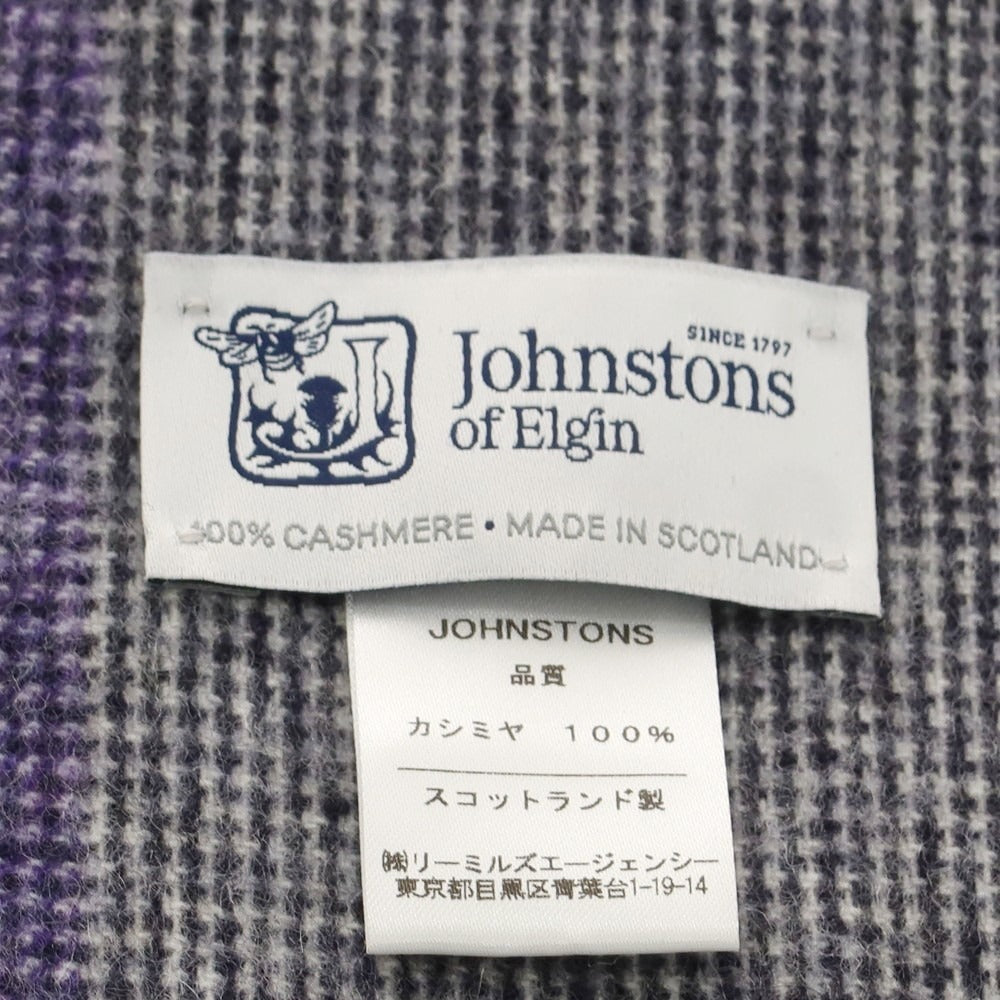 SINCE 1797
Johnstons
of Elgin
100% CASHMERE • MADE IN SCOTLAND
JOHNSTONS
品質
カシミヤ 100%
スコットランド製
㈱リーミルズエージェンシー
東京都目黒区青葉台1-19-14